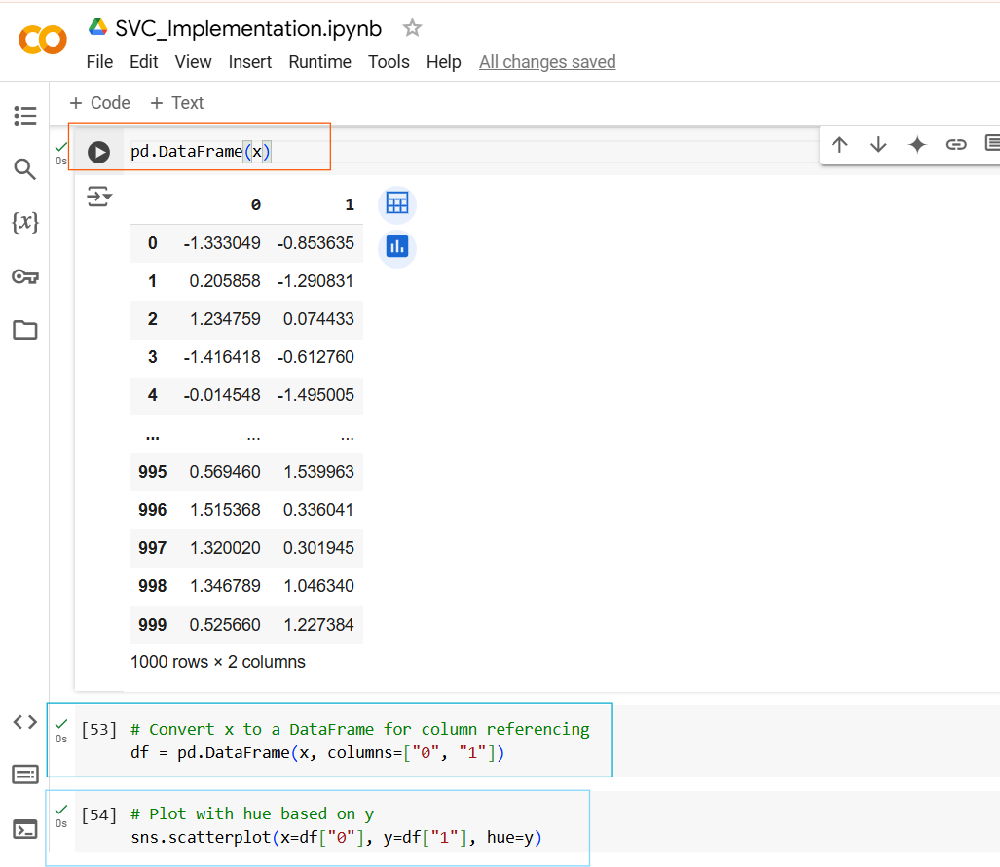 SVC_Implementation.ipynb
File Edit View Insert Runtime Tools Help All changes saved
+ Code + Text
0s pd.DataFrame(x)
0 1
0 -1.333049 -0.853635
1 0.205858 -1.290831
2 1.234759 0.074433
3 -1.416418 -0.612760
4 -0.014548 -1.495005
... ... ...
995 0.569460 1.539963
996 1.515368 0.336041
997 1.320020 0.301945
998 1.346789 1.046340
999 0.525660 1.227384
1000 rows × 2 columns
0s [53] # Convert x to a DataFrame for column referencing
df = pd.DataFrame(x, columns=["0", "1"])
0s [54] # Plot with hue based on y
sns.scatterplot(x=df["0"], y=df["1"], hue=y)